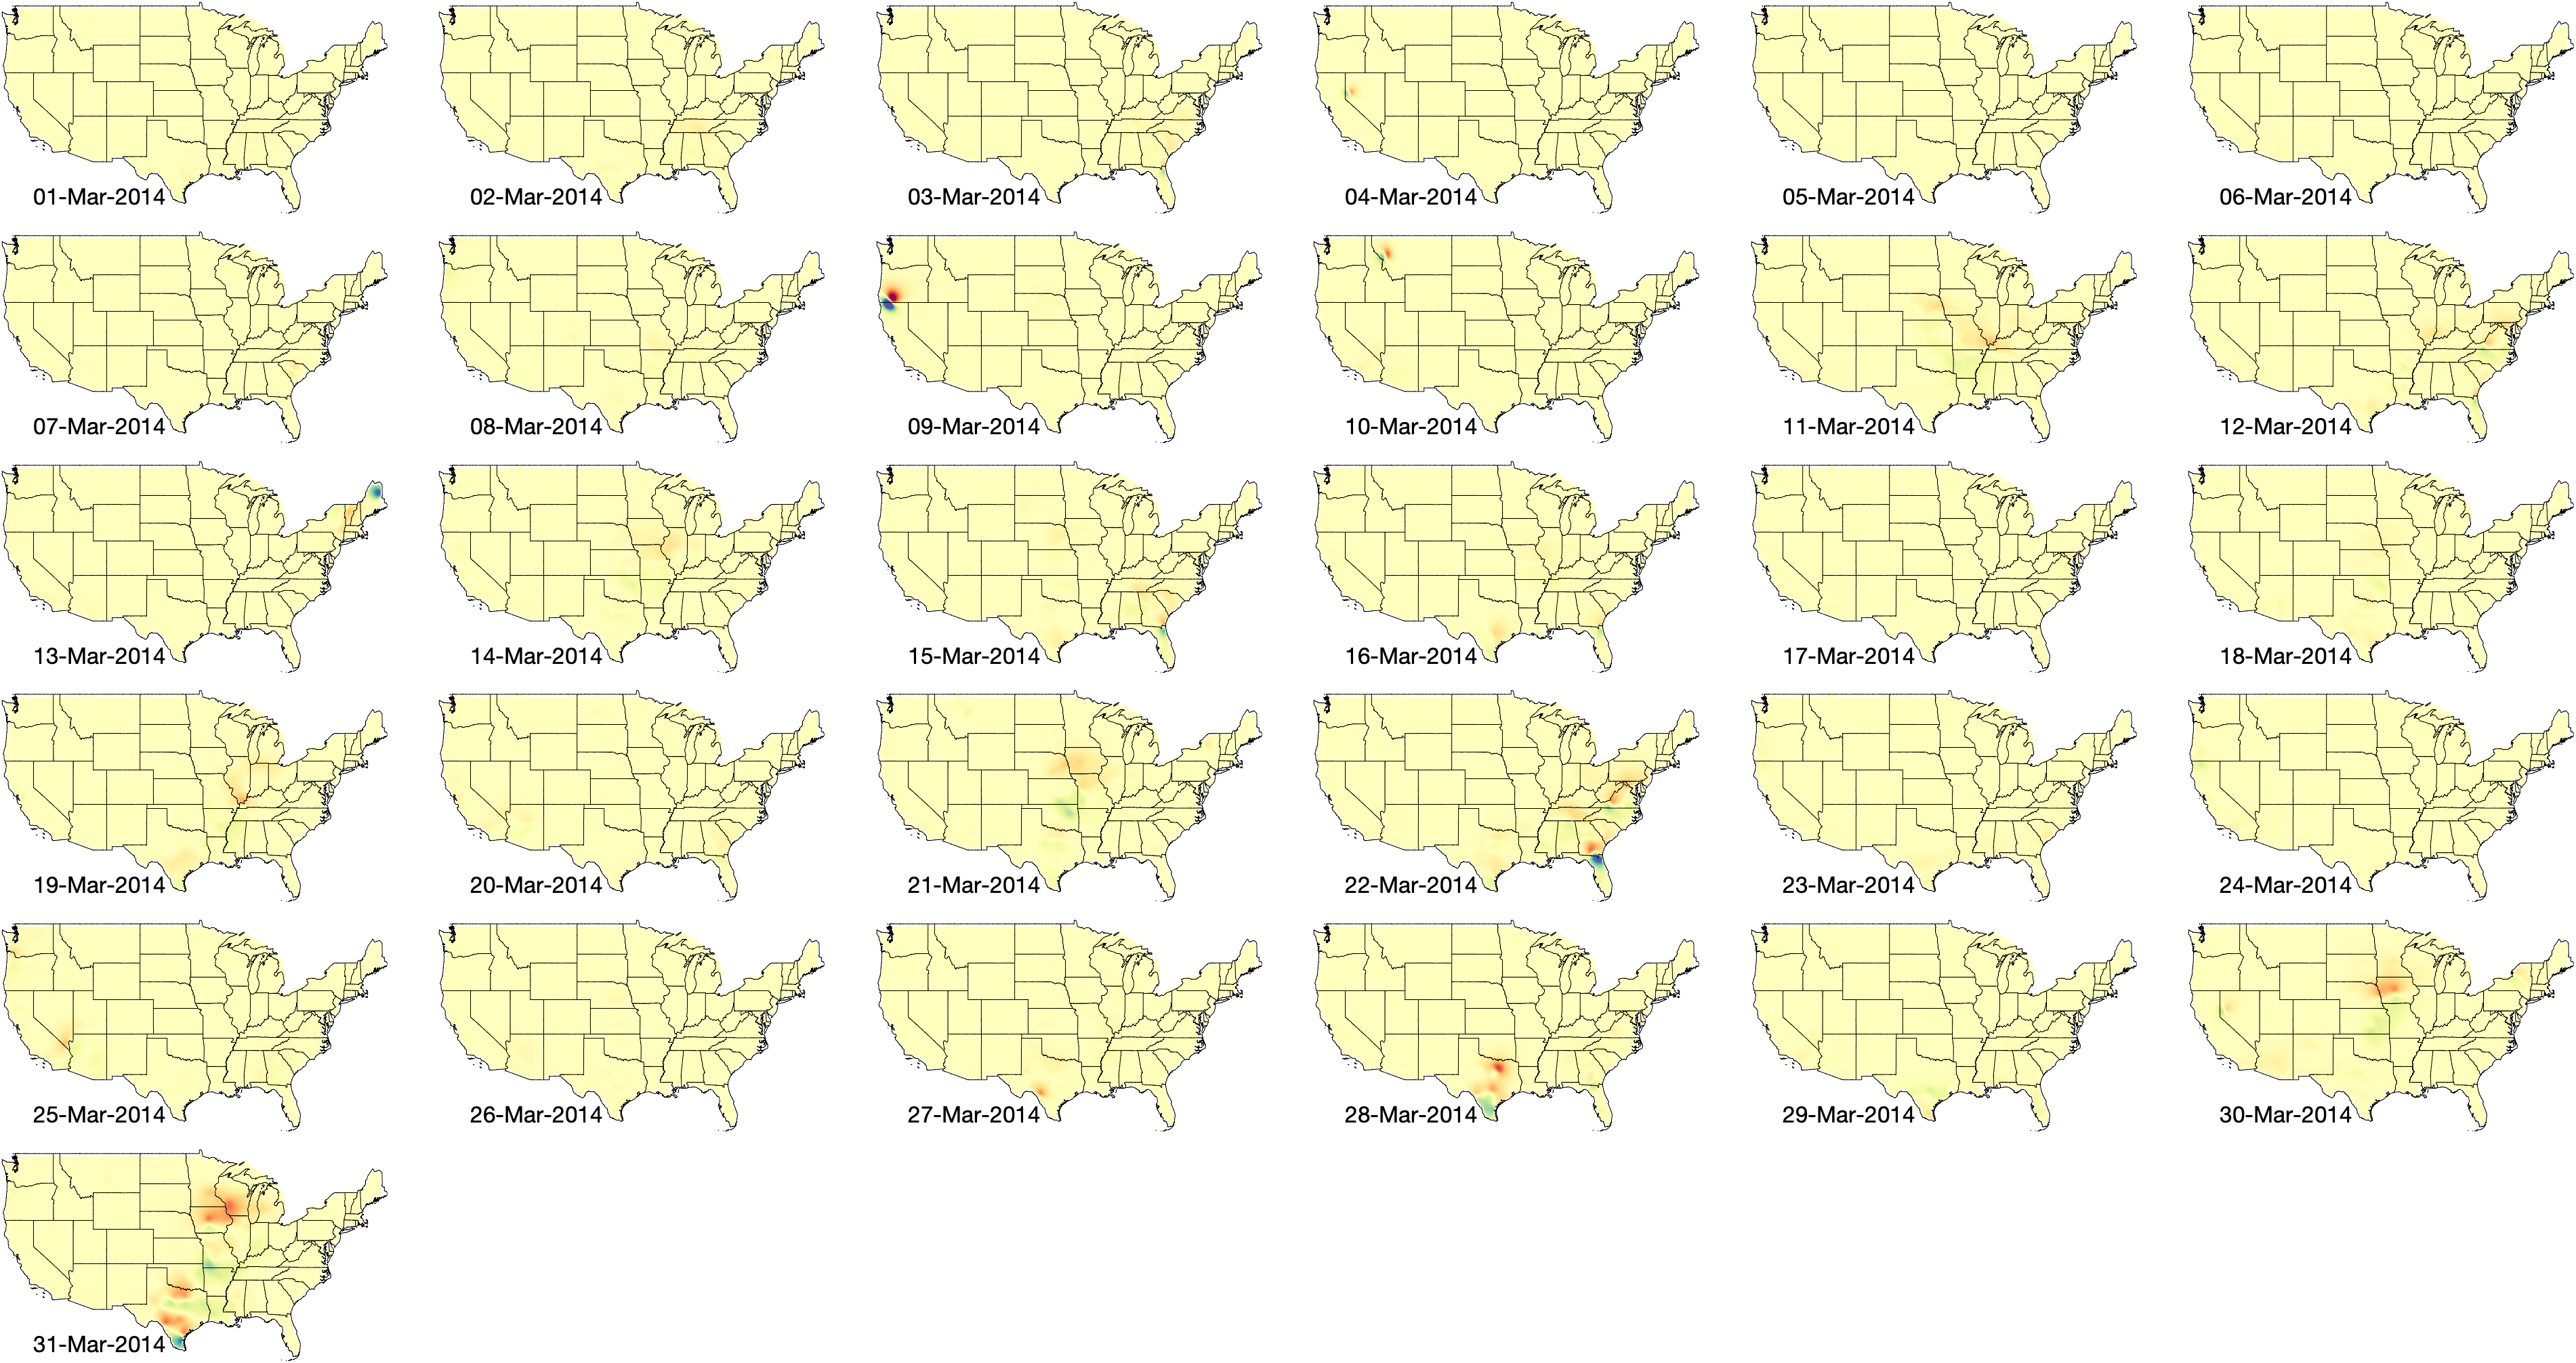 01-Mar-2014 02-Mar-2014 03-Mar-2014 04-Mar-2014 05-Mar-2014 06-Mar-2014
07-Mar-2014 08-Mar-2014 09-Mar-2014 10-Mar-2014 11-Mar-2014 12-Mar-2014
13-Mar-2014 14-Mar-2014 15-Mar-2014 16-Mar-2014 17-Mar-2014 18-Mar-2014
19-Mar-2014 20-Mar-2014 21-Mar-2014 22-Mar-2014 23-Mar-2014 24-Mar-2014
25-Mar-2014 26-Mar-2014 27-Mar-2014 28-Mar-2014 29-Mar-2014 30-Mar-2014
31-Mar-2014